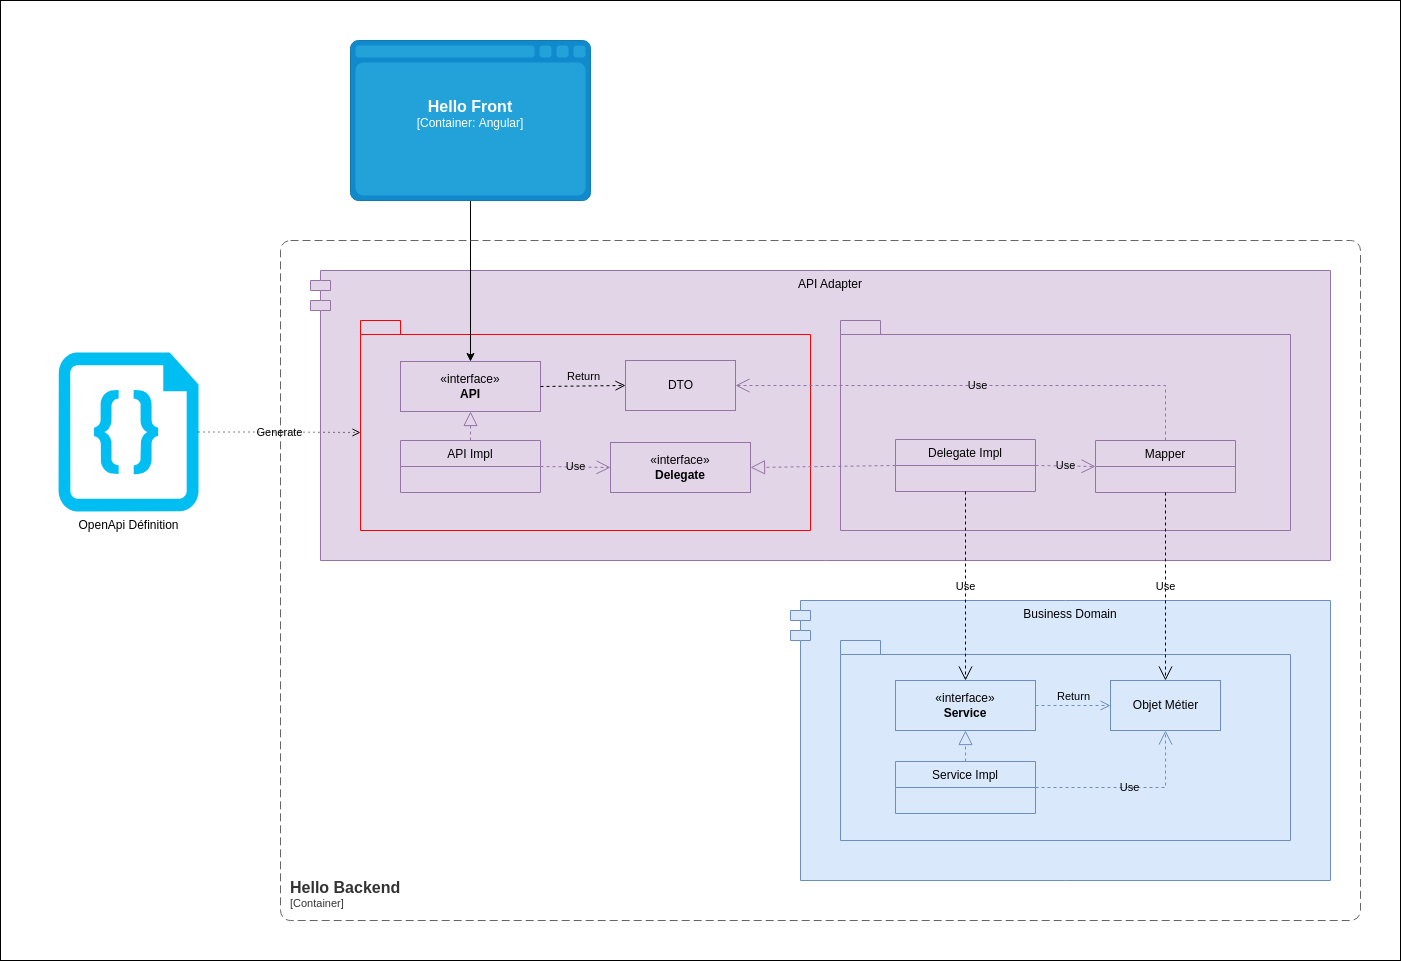 Hello Front
[Container: Angular]
API Adapter
«interface»
API
Return
DTO
Use
API Impl
Use
«interface»
Delegate
Delegate Impl
Use
Mapper
Generate
{ }
OpenApi Définition
Use
Use
Business Domain
«interface»
Service
Return
Objet Métier
Service Impl
Use
Hello Backend
[Container]